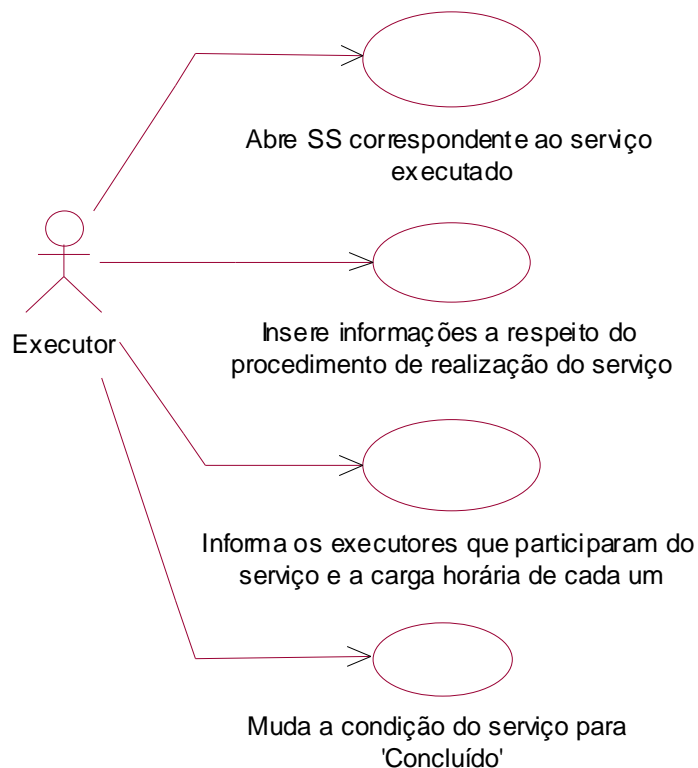 Abre SS correspondente ao serviço
executado
Insere informações a respeito do
procedimento de realização do serviço
Executor
Informa os executores que participaram do
serviço e a carga horária de cada um
Muda a condição do serviço para
'Concluído'